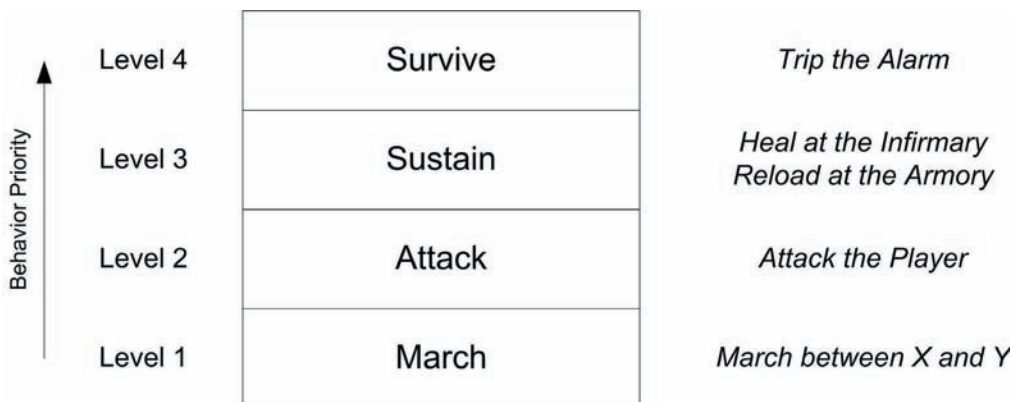 Behavior Priority
Level 4
Survive
Trip the Alarm
Level 3
Sustain
Heal at the Infirmary
Reload at the Armory
Level 2
Attack
Attack the Player
Level 1
March
March between X and Y